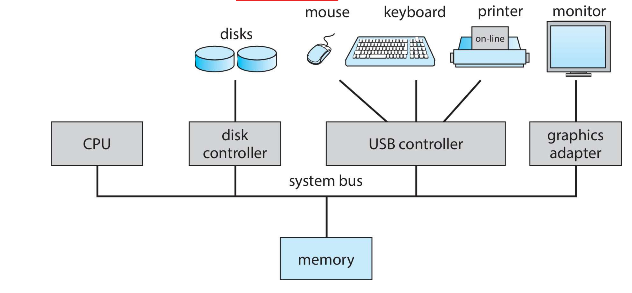 mouse
keyboard
printer
monitor
disks
on-line
CPU
disk
controller
USB controller
graphics
adapter
system bus
memory